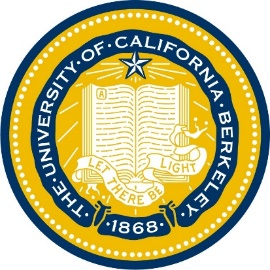 ·THE·UNIVERSITY·OF·CALIFORNIA·BERKELEY·
A
LET THERE BE LIGHT
·1868·